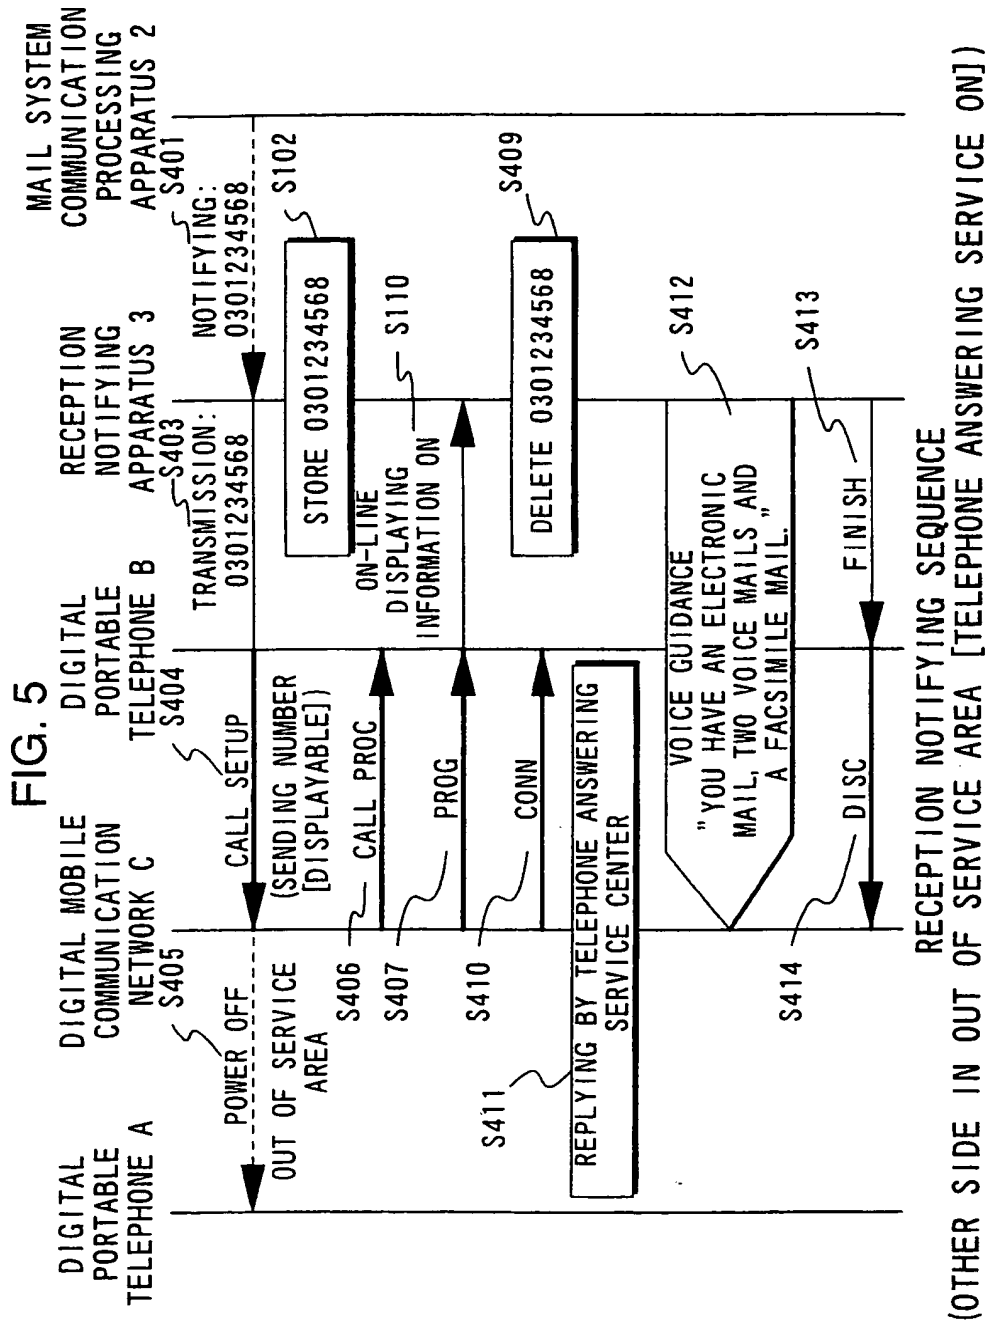 FIG. 5
DIGITAL
PORTABLE
TELEPHONE A
DIGITAL MOBILE
COMMUNICATION
NETWORK C
DIGITAL
PORTABLE
TELEPHONE B
RECEPTION
NOTIFYING
APPARATUS 3
MAIL SYSTEM
COMMUNICATION
PROCESSING
APPARATUS 2
S405
S404
S403
S401
POWER OFF
CALL SETUP
TRANSMISSION:
0301234568
NOTIFYING:
0301234568
OUT OF SERVICE
AREA
(SENDING NUMBER
[DISPLAYABLE])
STORE 0301234568
S102
S406
CALL PROC
ON-LINE
DISPLAYING
INFORMATION ON
S110
S407
PROG
S410
CONN
DELETE 0301234568
S409
S411
REPLYING BY TELEPHONE ANSWERING
SERVICE CENTER
VOICE GUIDANCE
"YOU HAVE AN ELECTRONIC
MAIL, TWO VOICE MAILS AND
A FACSIMILE MAIL."
S412
S414
DISC
FINISH
S413
RECEPTION NOTIFYING SEQUENCE
(OTHER SIDE IN OUT OF SERVICE AREA [TELEPHONE ANSWERING SERVICE ON])